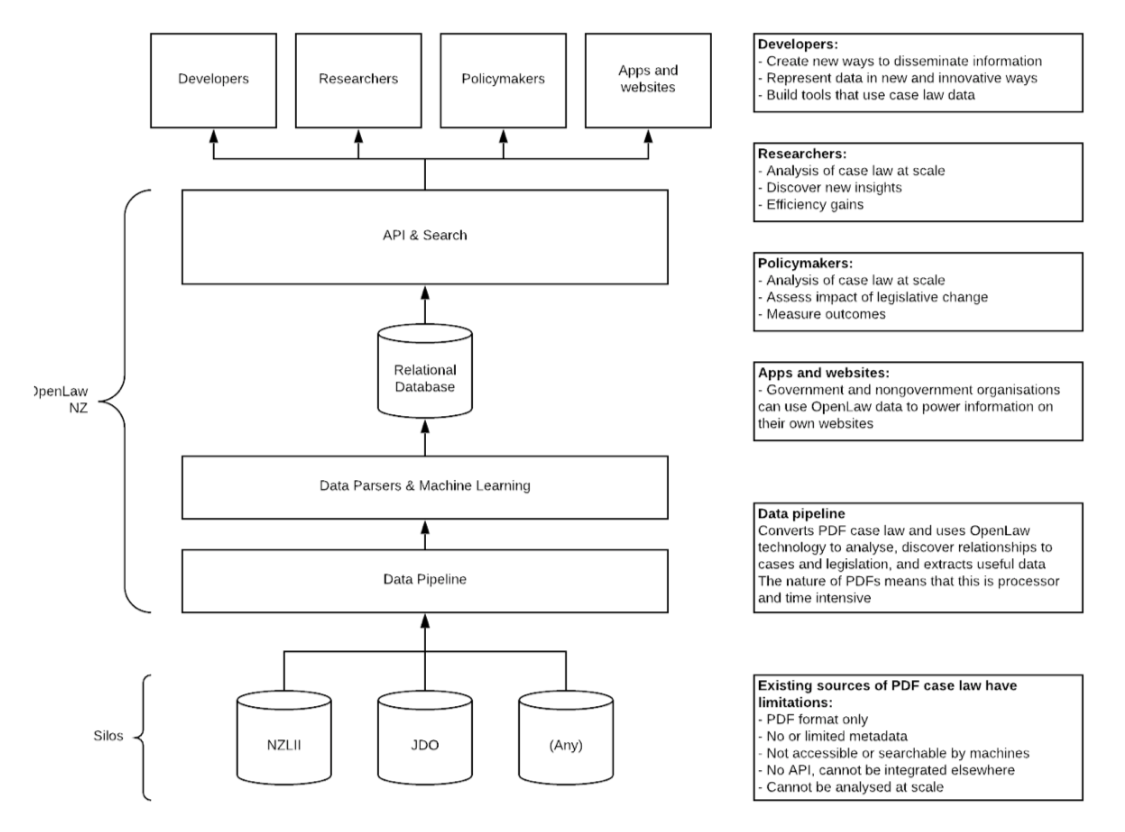 Developers
Researchers
Policymakers
Apps and
websites
API & Search
Relational
Database
NZ
Data Parsers & Machine Learning
Data Pipeline
Silos
NZLII
JDO
(Any)
Developers:
- Create new ways to disseminate information
- Represent data in new and innovative ways
- Build tools that use case law data
Researchers:
- Analysis of case law at scale
- Discover new insights
- Efficiency gains
Policymakers:
- Analysis of case law at scale
- Assess impact of legislative change
- Measure outcomes
Apps and websites:
- Government and nongovernment organisations
can use OpenLaw data to power information on
their own websites
Data pipeline
Converts PDF case law and uses OpenLaw
technology to analyse, discover relationships to
cases and legislation, and extracts useful data
The nature of PDFs means that this is processor
and time intensive
Existing sources of PDF case law have
limitations:
- PDF format only
- No or limited metadata
- Not accessible or searchable by machines
- No API, cannot be integrated elsewhere
- Cannot be analysed at scale